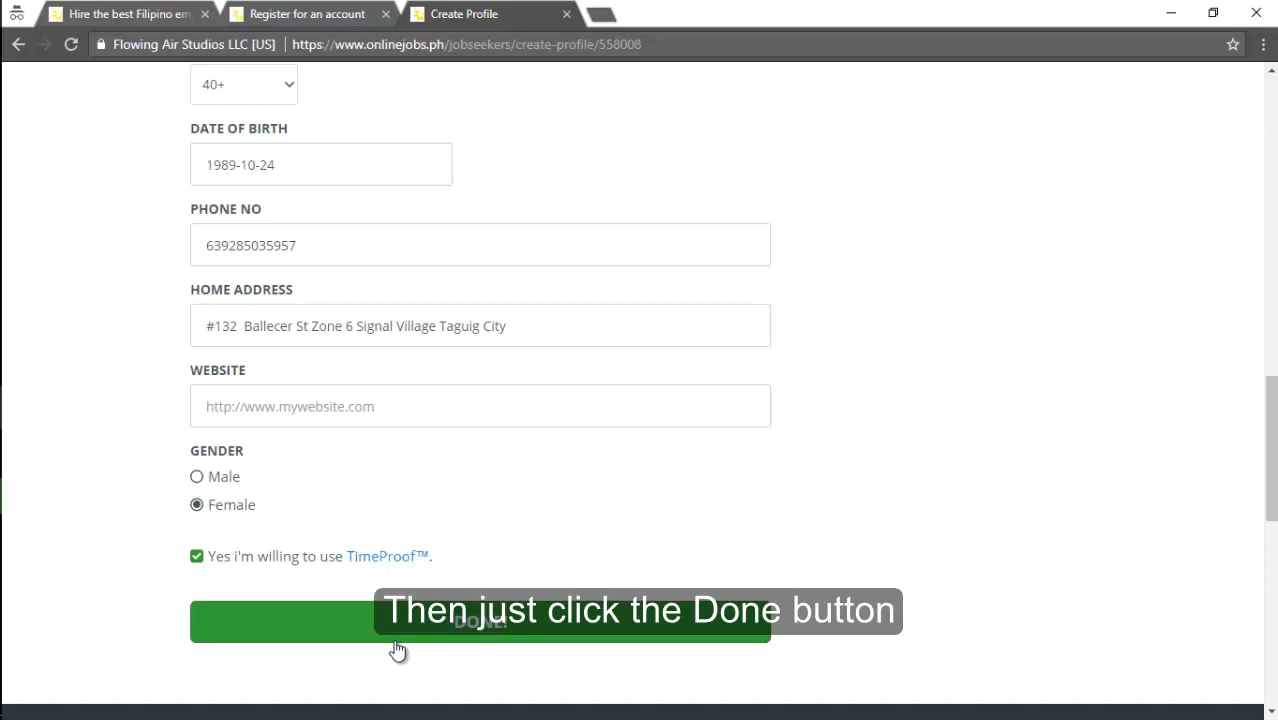 Hire the best Filipino em
Register for an account
Create Profile
Flowing Air Studios LLC [US]
https://www.onlinejobs.ph/jobseekers/create-profile/558008
40+
DATE OF BIRTH
1989-10-24
PHONE NO
639285035957
HOME ADDRESS
#132 Ballecer St Zone 6 Signal Village Taguig City
WEBSITE
http://www.mywebsite.com
GENDER
Male
Female
Yes i'm willing to use TimeProof™.
DONE!
Then just click the Done button